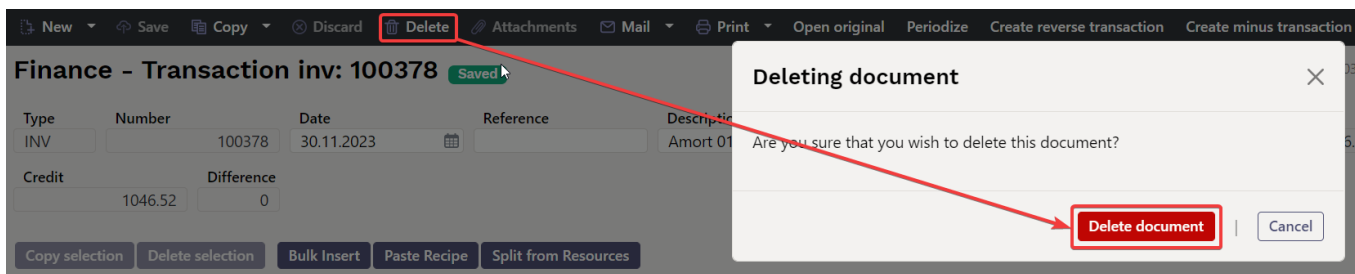 New Save Copy Discard Delete Attachments Mail Print Open original Periodize Create reverse transaction Create minus transaction
Finance - Transaction inv: 100378 Saved
Deleting document
Type Number Date Reference
INV 100378 30.11.2023 Amort 01
Are you sure that you wish to delete this document?
Credit Difference
1046.52 0
Delete document | Cancel
Copy selection Delete selection Bulk Insert Paste Recipe Split from Resources